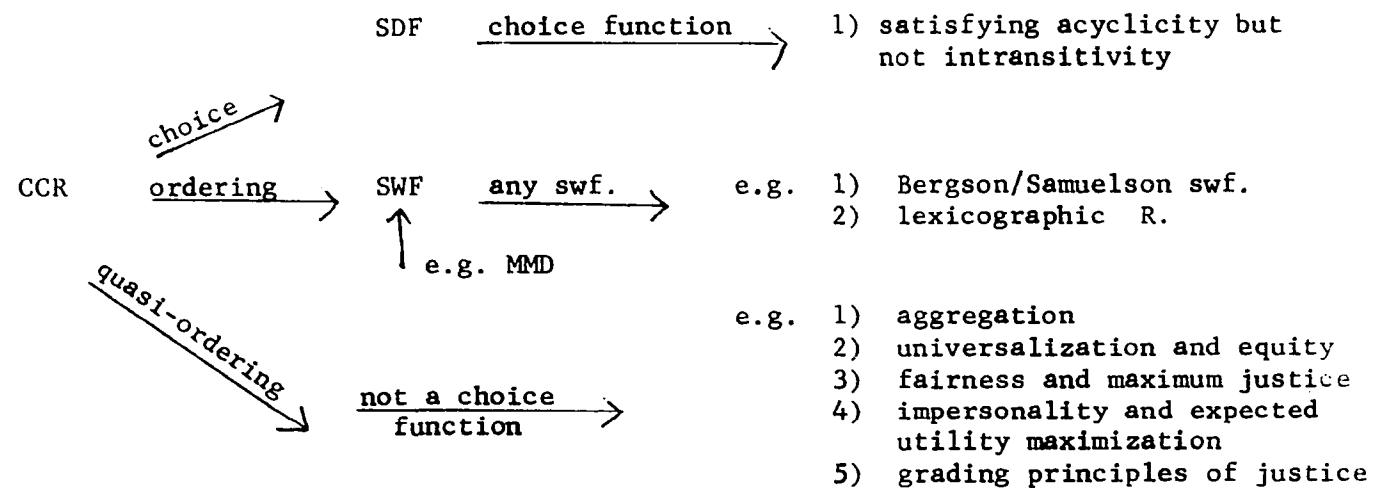 SDF choice function 1) satisfying acyclicity but
not intransitivity
choice
CCR ordering SWF any swf. e.g. 1) Bergson/Samuelson swf.
2) lexicographic R.
e.g. MMD
quasi-ordering
e.g. 1) aggregation
2) universalization and equity
3) fairness and maximum justice
not a choice 4) impersonality and expected
function utility maximization
5) grading principles of justice